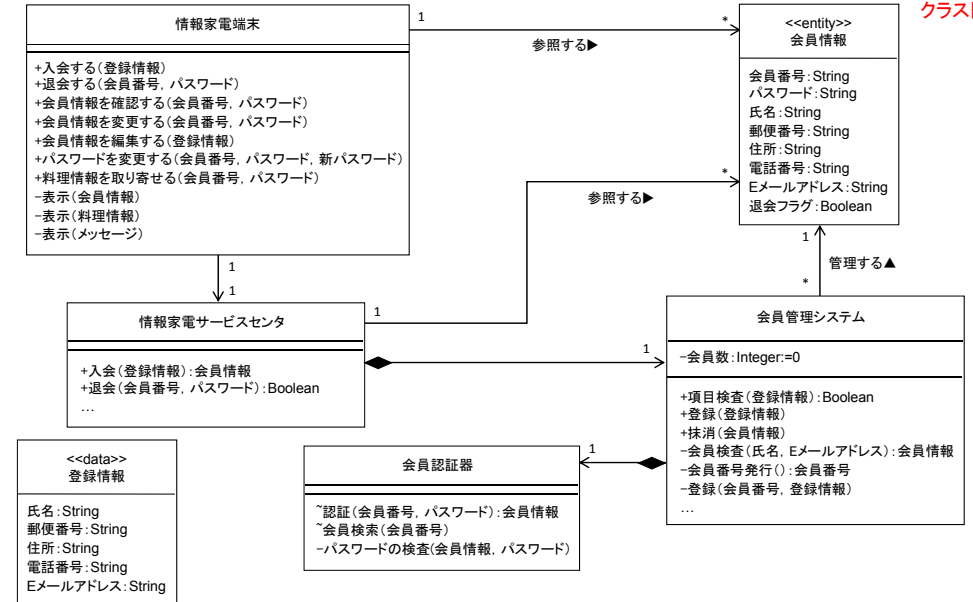 情報家電端末
+入会する(登録情報)
+退会する(会員番号, パスワード)
+会員情報を確認する(会員番号, パスワード)
+会員情報を変更する(会員番号, パスワード)
+会員情報を編集する(登録情報)
+パスワードを変更する(会員番号, パスワード, 新パスワード)
+料理情報を取り寄せる(会員番号, パスワード)
-表示(会員情報)
-表示(料理情報)
-表示(メッセージ)
1
*
参照する▶
クラス
<<entity>>
会員情報
会員番号:String
パスワード:String
氏名:String
郵便番号:String
住所:String
電話番号:String
Eメールアドレス:String
退会フラグ:Boolean
*
参照する▶
1
1
1
管理する▲
*
情報家電サービスセンタ
+入会(登録情報):会員情報
+退会(会員番号, パスワード):Boolean
…
1
1
会員管理システム
-会員数:Integer:=0
+項目検査(登録情報):Boolean
+登録(登録情報)
+抹消(会員情報)
-会員検査(氏名, Eメールアドレス):会員情報
-会員番号発行():会員番号
-登録(会員番号, 登録情報)
…
<<data>>
登録情報
氏名:String
郵便番号:String
住所:String
電話番号:String
Eメールアドレス:String
会員認証器
~認証(会員番号, パスワード):会員情報
~会員検索(会員番号)
-パスワードの検査(会員情報, パスワード)
1